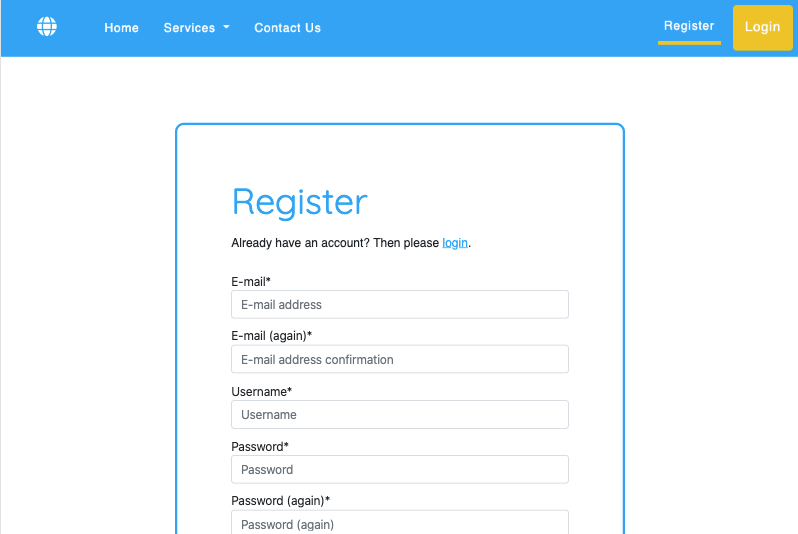 Home Services Contact Us Register Login
Register
Already have an account? Then please login.
E-mail*
E-mail address
E-mail (again)*
E-mail address confirmation
Username*
Username
Password*
Password
Password (again)*
Password (again)